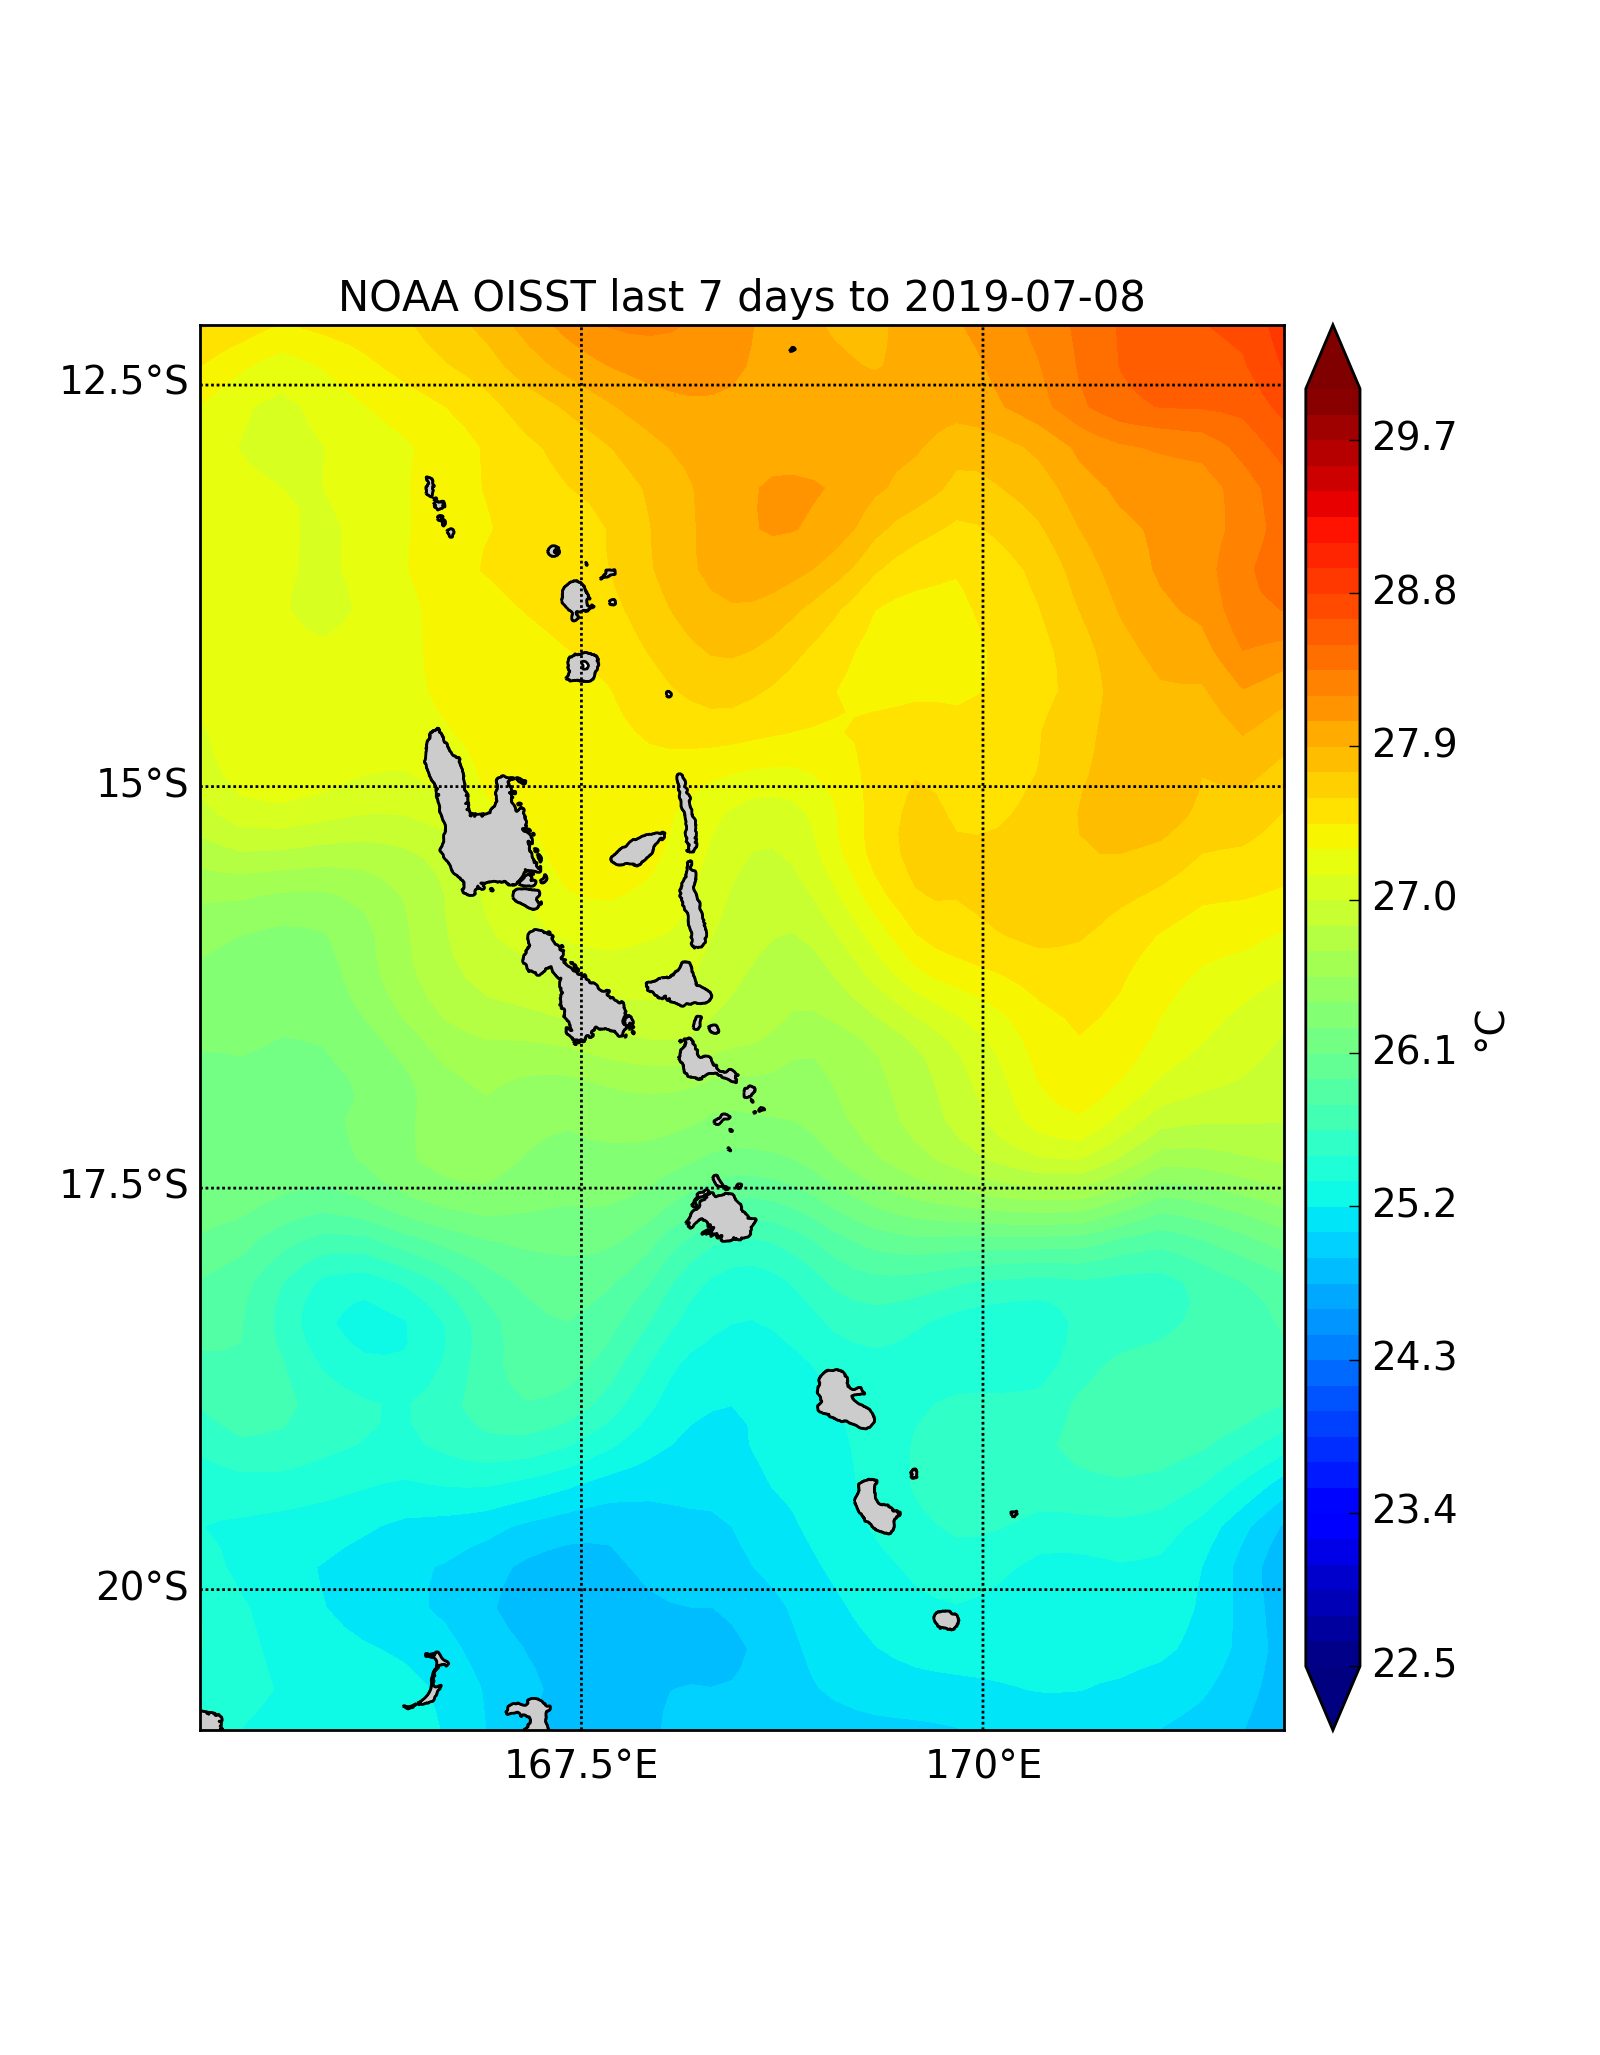 NOAA OISST last 7 days to 2019-07-08
12.5°S
15°S
17.5°S
20°S
167.5°E
170°E
29.7
28.8
27.9
27.0
26.1
25.2
24.3
23.4
22.5
°C